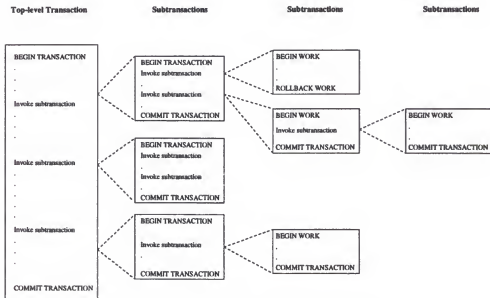 Top-level Transaction
Subtransactions
Subtransactions
Subtransactions
BEGIN TRANSACTION
.
.
.
Invoke subtransaction
.
.
.
.
Invoke subtransaction
.
.
.
.
Invoke subtransaction
.
.
.
COMMIT TRANSACTION
BEGIN TRANSACTION
Invoke subtransaction
.
Invoke subtransaction
.
COMMIT TRANSACTION
BEGIN TRANSACTION
Invoke subtransaction
.
Invoke subtransaction
.
COMMIT TRANSACTION
BEGIN TRANSACTION
.
Invoke subtransaction
.
.
COMMIT TRANSACTION
BEGIN WORK
.
.
ROLLBACK WORK
BEGIN WORK
Invoke subtransaction
.
COMMIT TRANSACTION
BEGIN WORK
.
.
COMMIT TRANSACTION
BEGIN WORK
.
.
COMMIT TRANSACTION